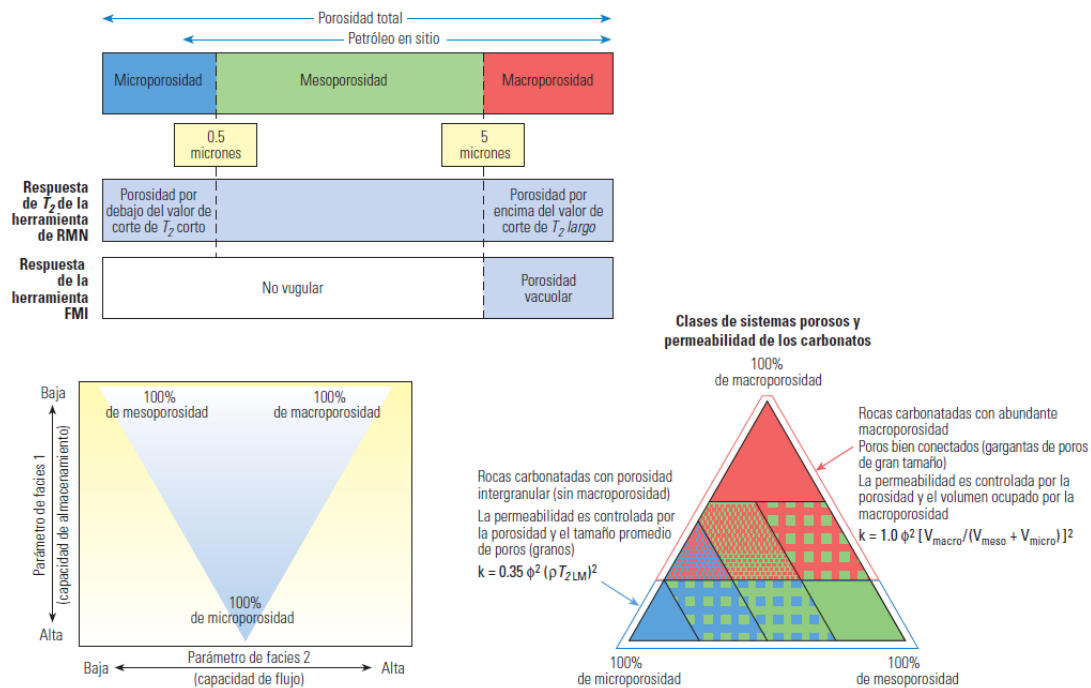 Porosidad total
Petróleo en sitio
Microporosidad
Mesoporosidad
Macroporosidad
0.5
micrones
5
micrones
Respuesta
de T₂ de la
herramienta
de RMN
Porosidad por
debajo del valor de
corte de T₂ corto
Porosidad por
encima del valor de
corte de T₂ largo
Respuesta
de la
herramienta
FMI
No vugular
Porosidad
vacuolar
Baja
Parámetro de facies 1
(capacidad de almacenamiento)
Alta
100%
de mesoporosidad
100%
de macroporosidad
100%
de microporosidad
Baja
Parámetro de facies 2
(capacidad de flujo)
Alta
Clases de sistemas porosos y
permeabilidad de los carbonatos
100%
de macroporosidad
Rocas carbonatadas con abundante
macroporosidad
Poros bien conectados (gargantas de poros
de gran tamaño)
La permeabilidad es controlada por la
porosidad y el volumen ocupado por la
macroporosidad
k = 1.0 ϕ² [V_macro/(V_meso + V_micro)]²
Rocas carbonatadas con porosidad
intergranular (sin macroporosidad)
La permeabilidad es controlada por
la porosidad y el tamaño promedio
de poros (granos)
k = 0.35 ϕ² (ρT₂ LM)²
100%
de microporosidad
100%
de mesoporosidad